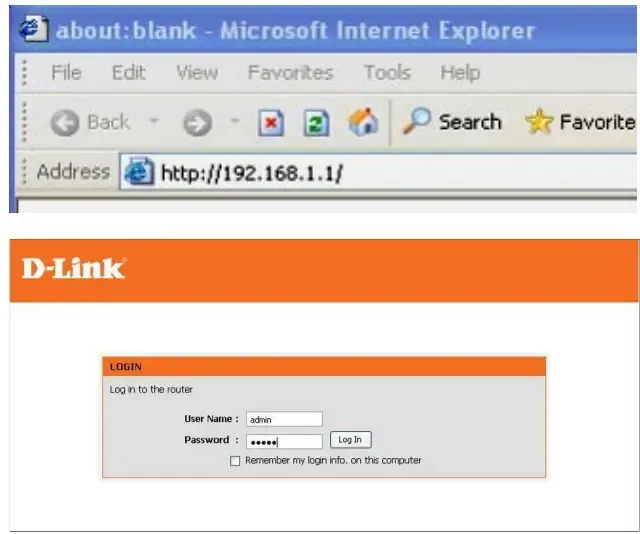 about:blank - Microsoft Internet Explorer
File Edit View Favorites Tools Help
Back Search Favorite
Address http://192.168.1.1/
D-Link
LOGIN
Log in to the router
User Name : admin
Password : ●●●●● Log In
Remember my login info. on this computer